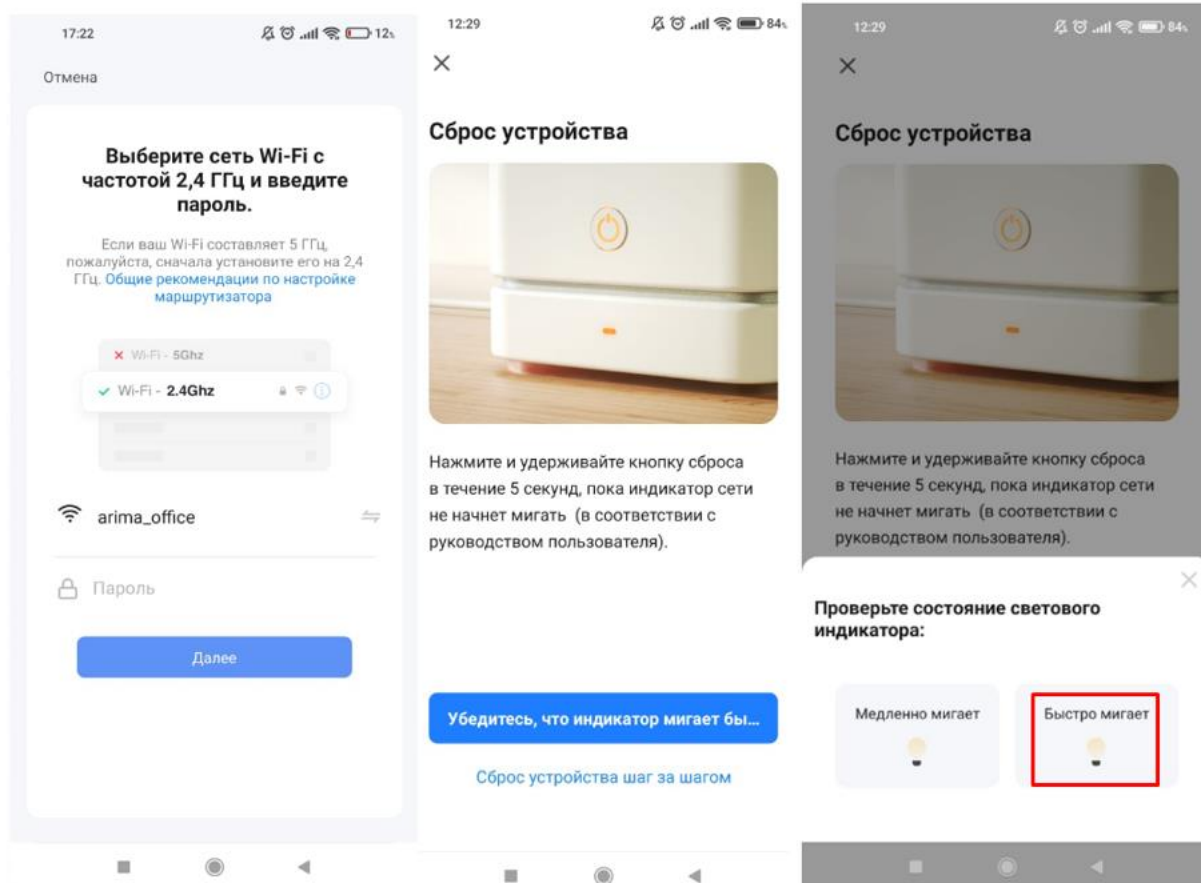 17:22
12%
Отмена
Выберите сеть Wi-Fi с
частотой 2,4 ГГц и введите
пароль.
Если ваш Wi-Fi составляет 5 ГГц,
пожалуйста, сначала установите его на 2,4
ГГц. Общие рекомендации по настройке
маршрутизатора
Wi-Fi - 5Ghz
Wi-Fi - 2.4Ghz
arima_office
Пароль
Далее
12:29
84%
Сброс устройства
Нажмите и удерживайте кнопку сброса
в течение 5 секунд, пока индикатор сети
не начнет мигать (в соответствии с
руководством пользователя).
Убедитесь, что индикатор мигает бы...
Сброс устройства шаг за шагом
12:29
84%
Сброс устройства
Нажмите и удерживайте кнопку сброса
в течение 5 секунд, пока индикатор сети
не начнет мигать (в соответствии с
руководством пользователя).
Проверьте состояние светового
индикатора:
Медленно мигает
Быстро мигает